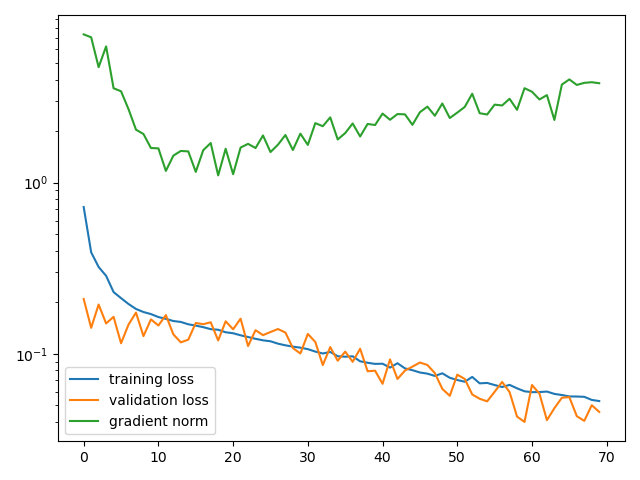 10⁰
10⁻¹
training loss
validation loss
gradient norm
0 10 20 30 40 50 60 70